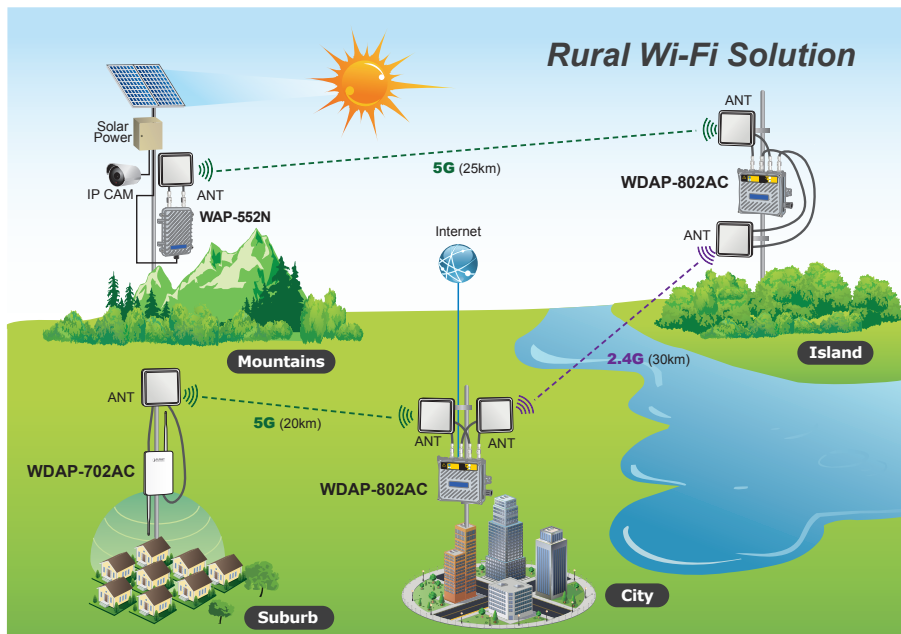 Rural Wi-Fi Solution
Solar
Power
IP CAM
ANT
WAP-552N
5G (25km)
ANT
WDAP-802AC
ANT
Internet
Mountains
2.4G (30km)
Island
ANT
5G (20km)
ANT
ANT
WDAP-702AC
WDAP-802AC
Suburb
City